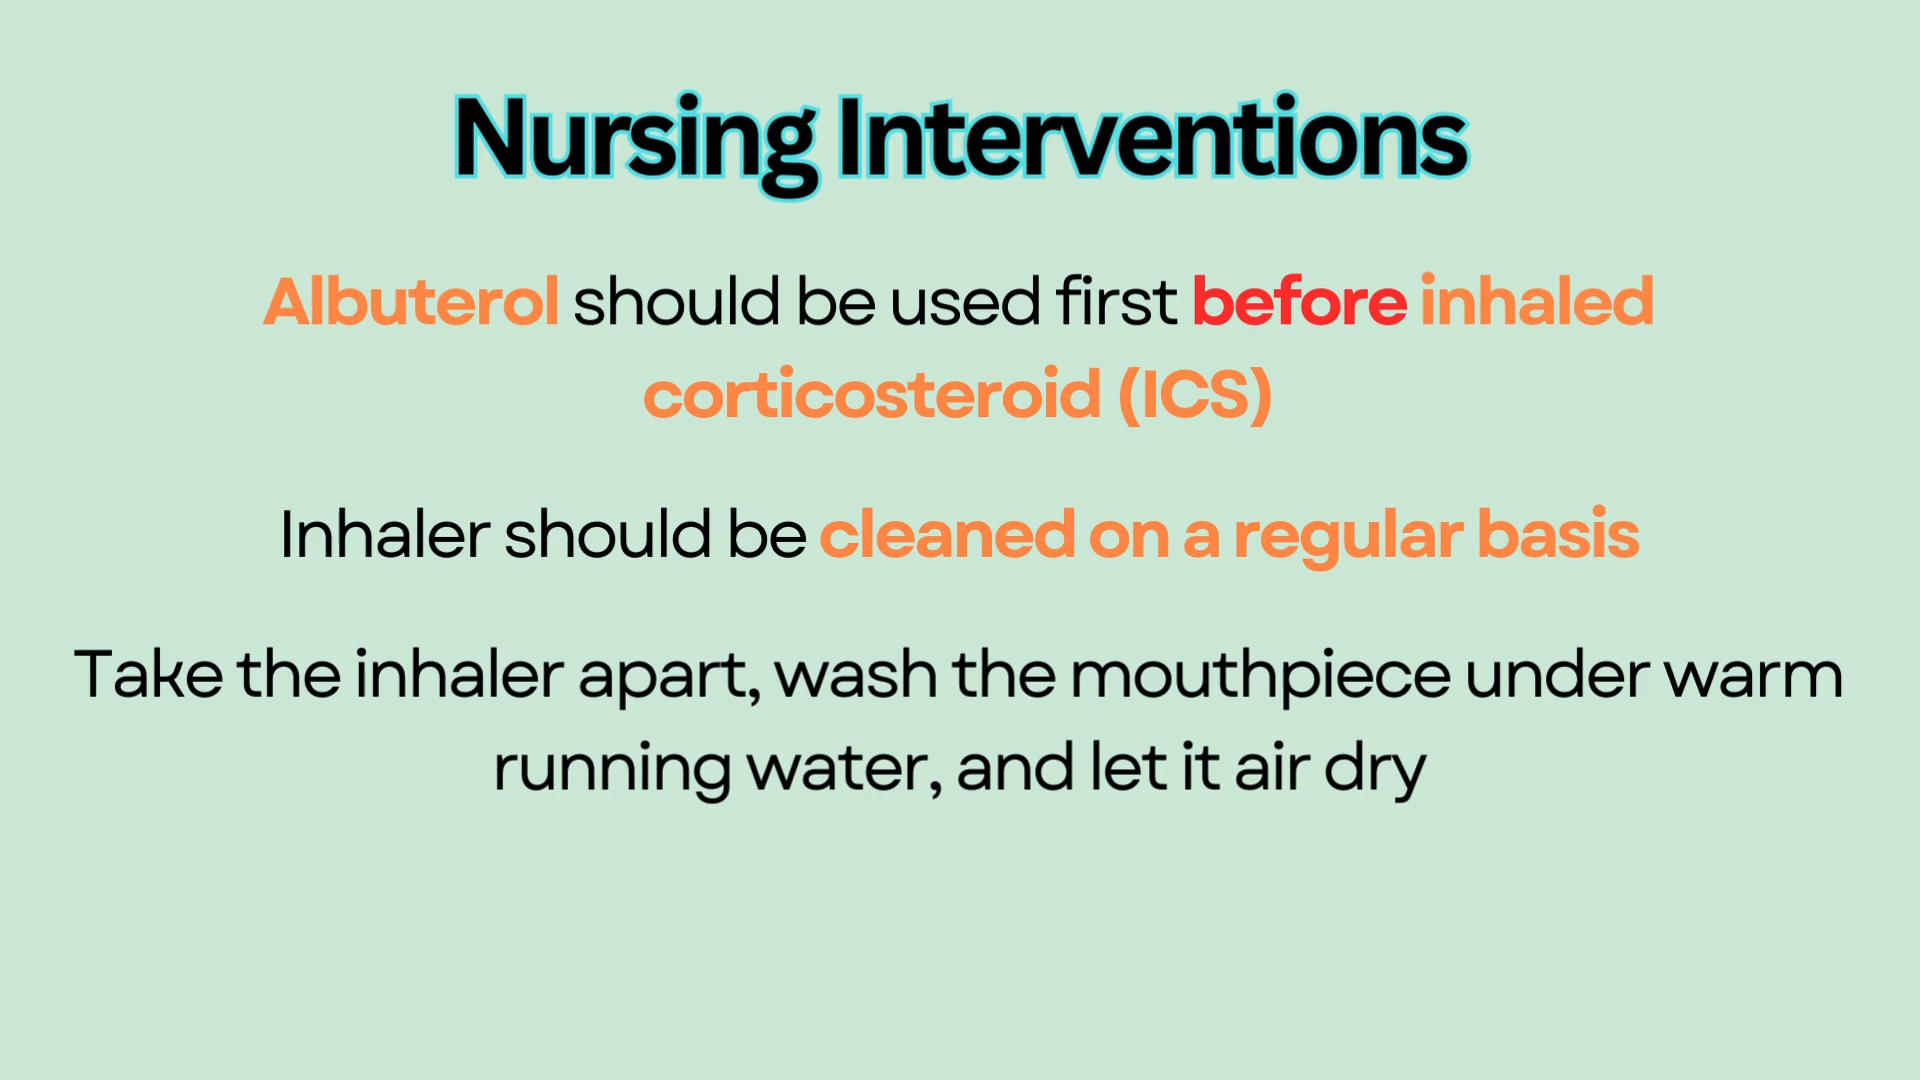 Nursing Interventions
Albuterol should be used first before inhaled
corticosteroid (ICS)
Inhaler should be cleaned on a regular basis
Take the inhaler apart, wash the mouthpiece under warm
running water, and let it air dry